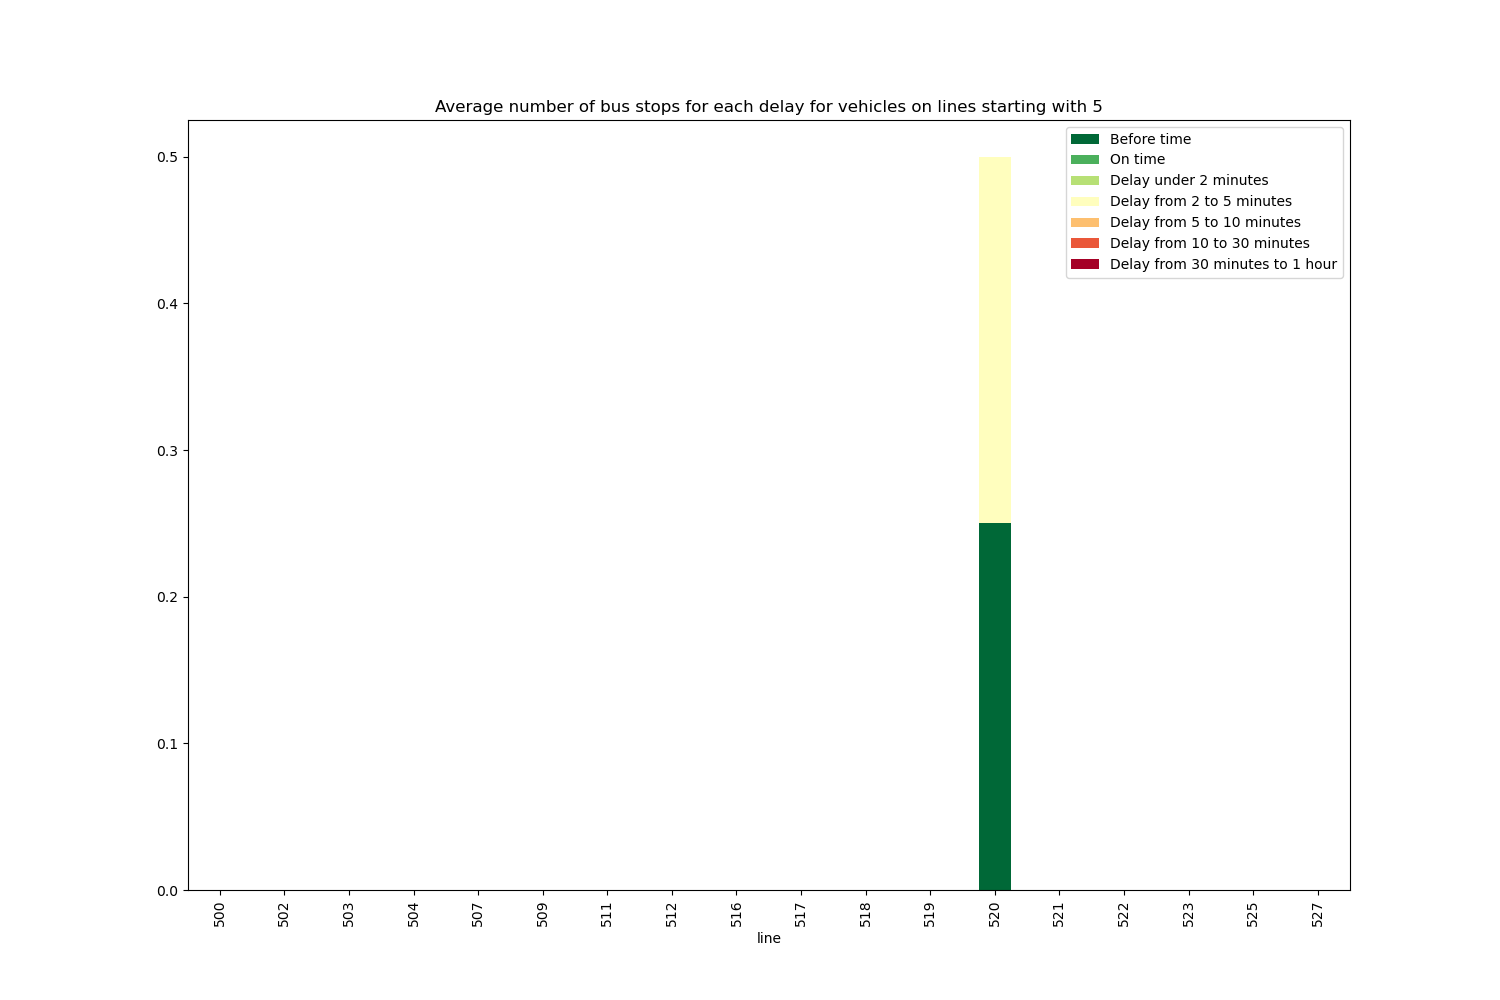 Average number of bus stops for each delay for vehicles on lines starting with 5
Before time
On time
Delay under 2 minutes
Delay from 2 to 5 minutes
Delay from 5 to 10 minutes
Delay from 10 to 30 minutes
Delay from 30 minutes to 1 hour
0.5
0.4
0.3
0.2
0.1
0.0
500 502 503 504 507 509 511 512 516 517 518 519 520 521 522 523 525 527
line